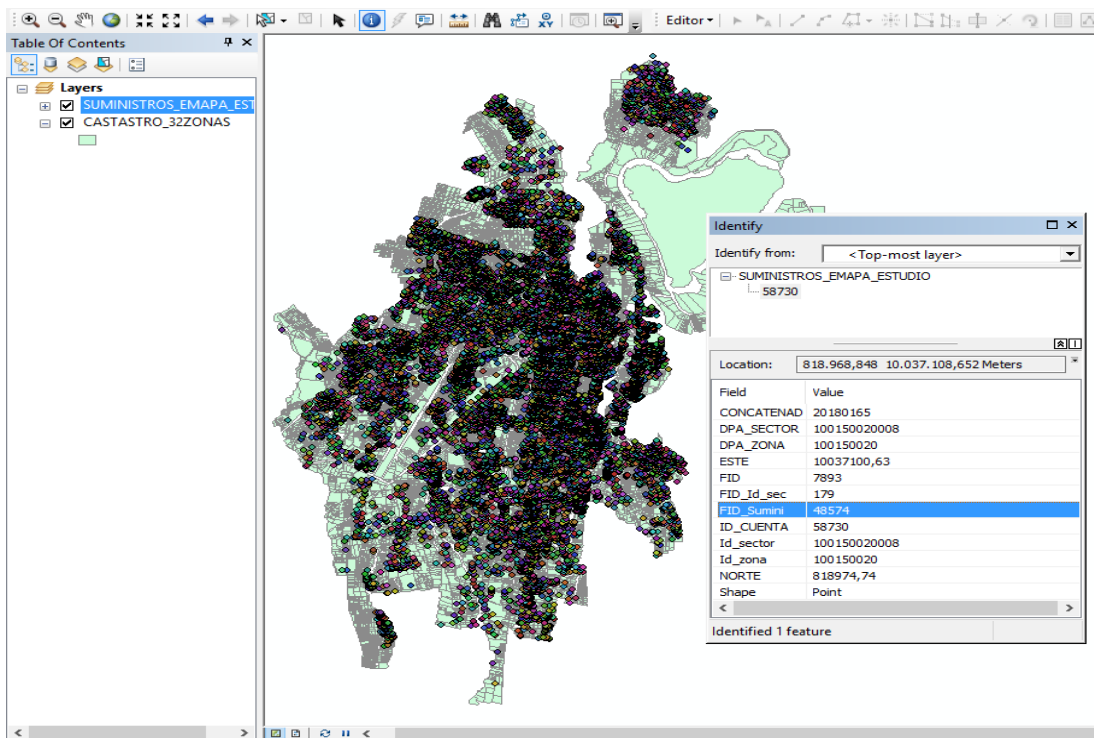 Editor
Table Of Contents
Layers
SUMINISTROS_EMAPA_EST
CASTASTRO_32ZONAS
Identify
Identify from: <Top-most layer>
SUMINISTROS_EMAPA_ESTUDIO
58730
Location: 818.968,848 10.037.108,652 Meters
Field Value
CONCATENAD 20180165
DPA_SECTOR 100150020008
DPA_ZONA 100150020
ESTE 10037100,63
FID 7893
FID_Id_sec 179
FID_Sumini 48574
ID_CUENTA 58730
Id_sector 100150020008
Id_zona 100150020
NORTE 818974,74
Shape Point
Identified 1 feature